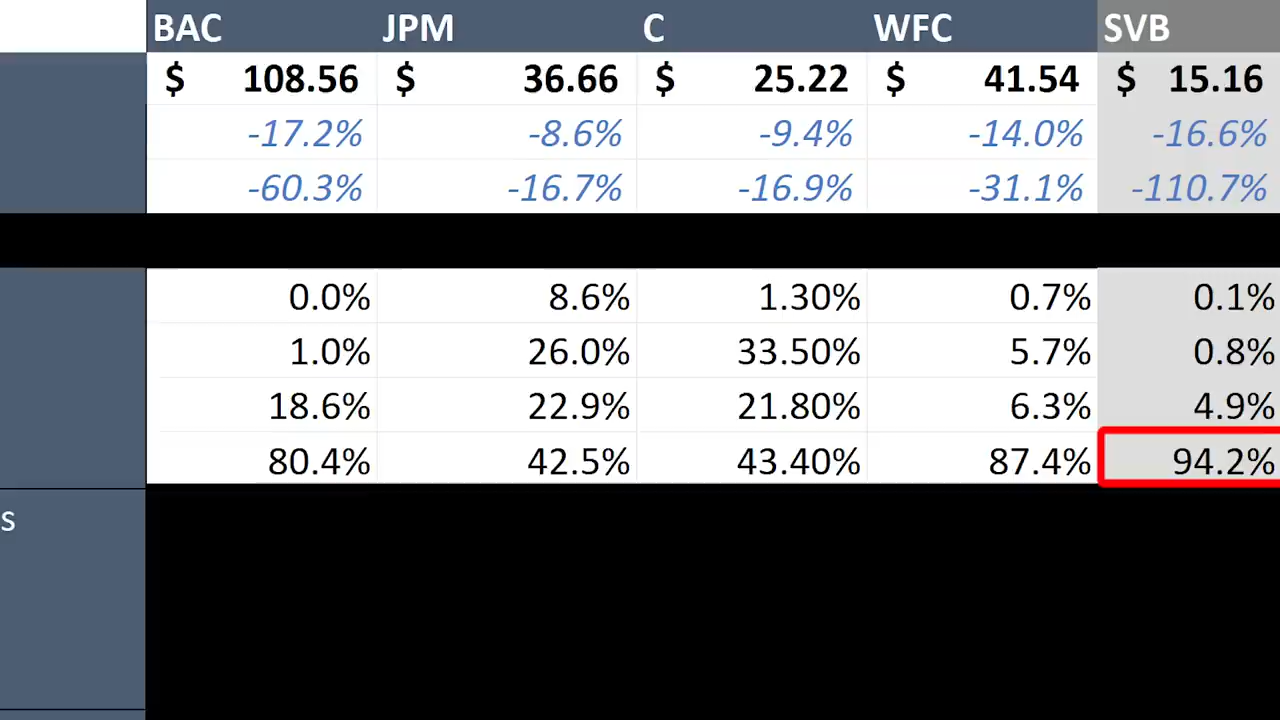 BAC JPM C WFC SVB
$ 108.56 $ 36.66 $ 25.22 $ 41.54 $ 15.16
-17.2% -8.6% -9.4% -14.0% -16.6%
-60.3% -16.7% -16.9% -31.1% -110.7%
0.0% 8.6% 1.30% 0.7% 0.1%
1.0% 26.0% 33.50% 5.7% 0.8%
18.6% 22.9% 21.80% 6.3% 4.9%
80.4% 42.5% 43.40% 87.4% 94.2%
s